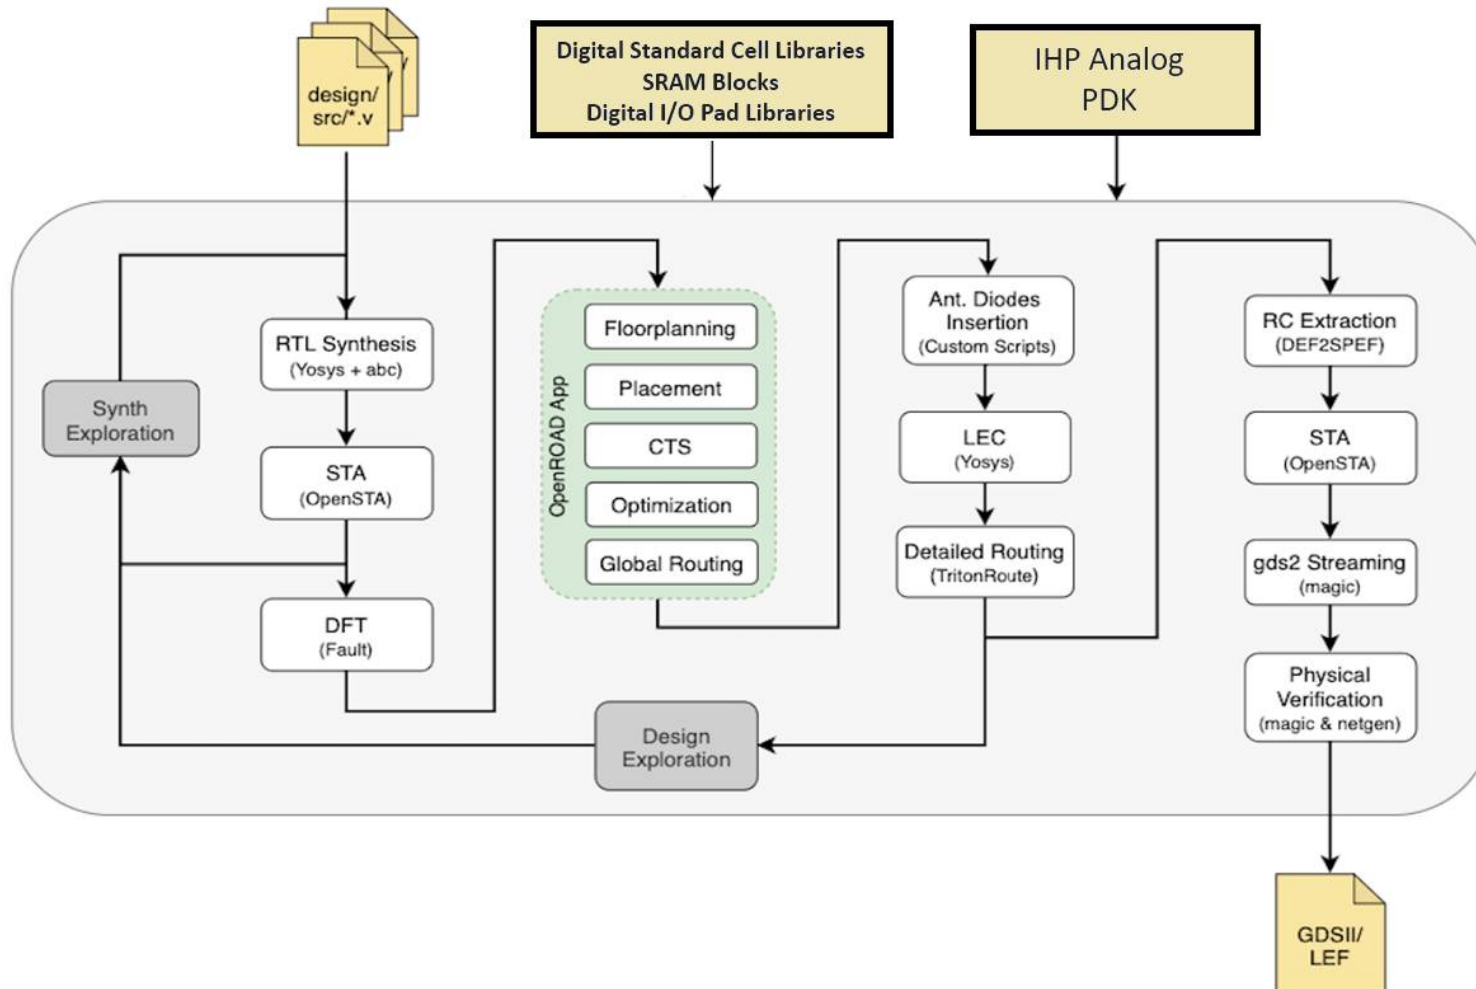 design/
src/*.v
Digital Standard Cell Libraries
SRAM Blocks
Digital I/O Pad Libraries
IHP Analog
PDK
Synth
Exploration
RTL Synthesis
(Yosys + abc)
STA
(OpenSTA)
DFT
(Fault)
OpenROAD App
Floorplanning
Placement
CTS
Optimization
Global Routing
Design
Exploration
Ant. Diodes
Insertion
(Custom Scripts)
LEC
(Yosys)
Detailed Routing
(TritonRoute)
RC Extraction
(DEF2SPEF)
STA
(OpenSTA)
gds2 Streaming
(magic)
Physical
Verification
(magic & netgen)
GDSII/
LEF